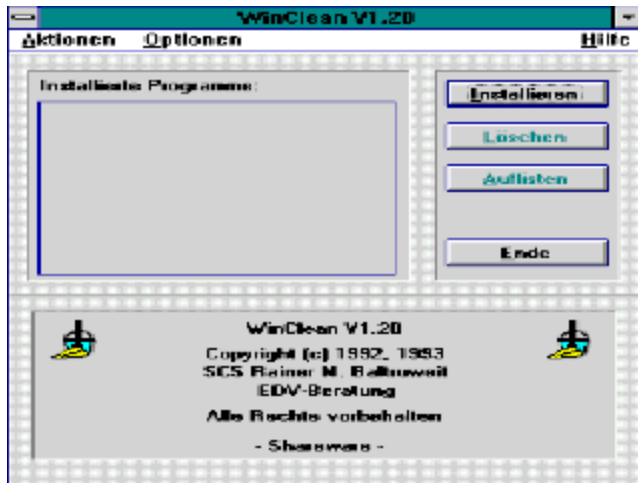 WinClean V1.20
Aktionen Optionen Hilfe
Installierte Programme:
Installieren
Löschen
Auflisten
Ende
WinClean V1.20
Copyright (c) 1992, 1993
SCS Rainer N. Baltruweit
EDV-Beratung
Alle Rechte vorbehalten
- Shareware -